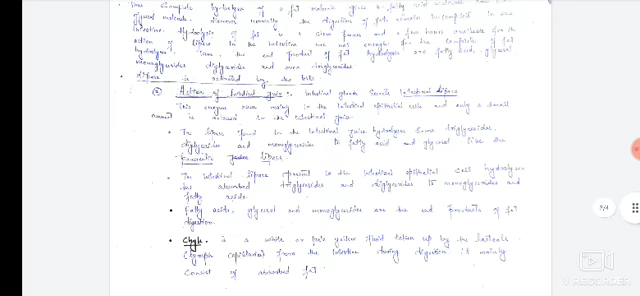 Thus complete hydrolysis of a fat molecule gives 3 fatty acid molecules and
glycerol molecule. However normally the digestion of fats remains incomplete in our
intestine. Hydrolysis of fat is a slow process and a few hours available for the
action of lipase in the intestine are not enough for the complete of fat
hydrolysis. Thus, the end product of fat hydrolysis are fatty acid, glycerol
monoglycerides diglycerides and even triglycerides.
• Lipase is activated by the bile.
Action of intestinal juice :- Intestinal glands secrete intestinal lipase
This enzyme occur mainly in the intestinal epithelial cells and only a small
amount is released in the intestinal juice.
• The lipase found in the intestinal juice hydrolyses some triglycerides,
diglycerides and monoglycerides to fatty acid and glycerol like the
Pancreatic juice lipase.
• The intestinal lipase present in the intestinal epithelial cell hydrolyses
the absorbed triglycerides and diglycerides to monoglycerides and
fatty acids.
• Fatty acids, glycerol and monoglycerides are the end products of fat
digestion.
• Chyle. is a white or pale yellow fluid taken up by the lacteals
(lymph capillaries) from the intestine during digestion it mainly
consist of absorbed fat.
VIVORECORDER